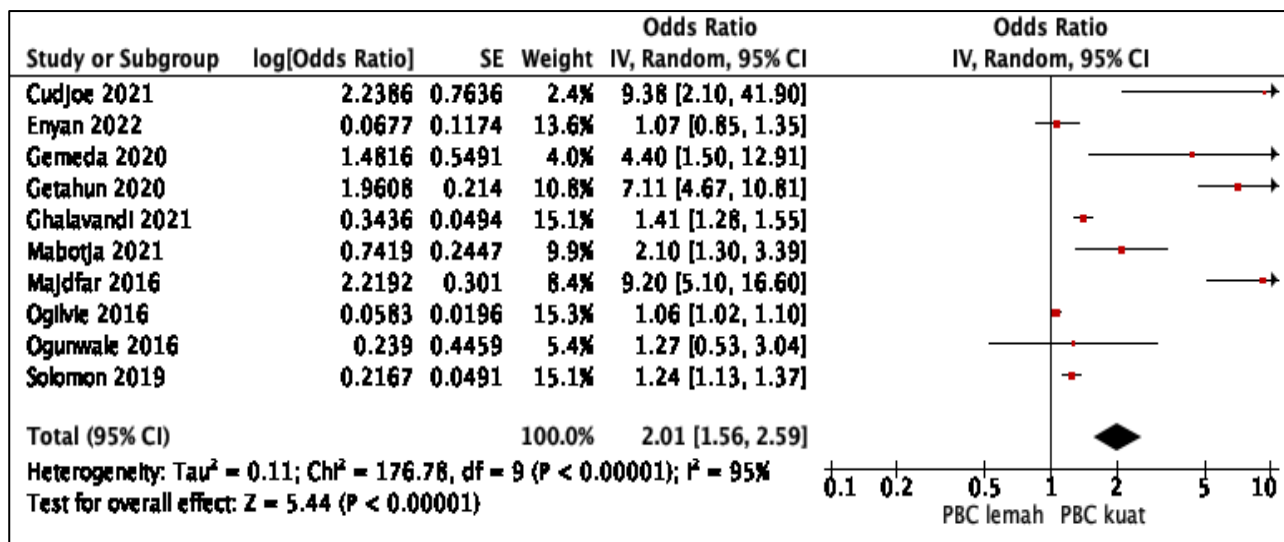 Odds Ratio Odds Ratio
Study or Subgroup log[Odds Ratio] SE Weight IV, Random, 95% CI IV, Random, 95% CI
Cudjoe 2021 2.2386 0.7636 2.4% 9.38 [2.10, 41.90]
Enyan 2022 0.0677 0.1174 13.6% 1.07 [0.85, 1.35]
Gemeda 2020 1.4816 0.5491 4.0% 4.40 [1.50, 12.91]
Getahun 2020 1.9608 0.214 10.8% 7.11 [4.67, 10.81]
Ghalavandi 2021 0.3436 0.0494 15.1% 1.41 [1.28, 1.55]
Mabotja 2021 0.7419 0.2447 9.9% 2.10 [1.30, 3.39]
Majdfar 2016 2.2192 0.301 8.4% 9.20 [5.10, 16.60]
Ogilvie 2016 0.0583 0.0196 15.3% 1.06 [1.02, 1.10]
Ogunwale 2016 0.239 0.4459 5.4% 1.27 [0.53, 3.04]
Solomon 2019 0.2167 0.0491 15.1% 1.24 [1.13, 1.37]
Total (95% CI) 100.0% 2.01 [1.56, 2.59]
Heterogeneity: Tau² = 0.11; Chi² = 176.78, df = 9 (P < 0.00001); I² = 95%
Test for overall effect: Z = 5.44 (P < 0.00001)
0.1 0.2 0.5 1 2 5 10
PBC lemah PBC kuat